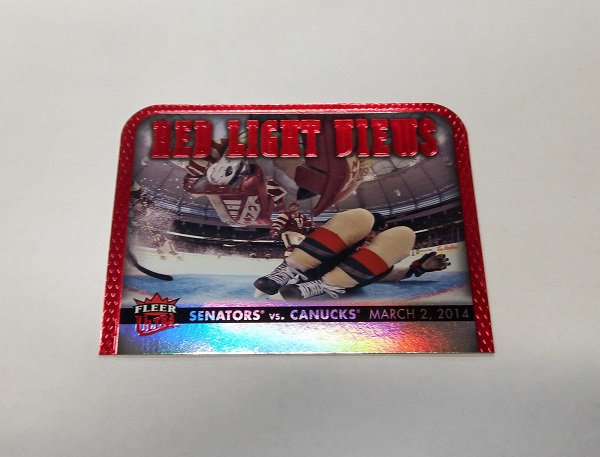 RED LIGHT VIEWS
FLEER
ULTRA
SENATORS® vs. CANUCKS® MARCH 2, 2014